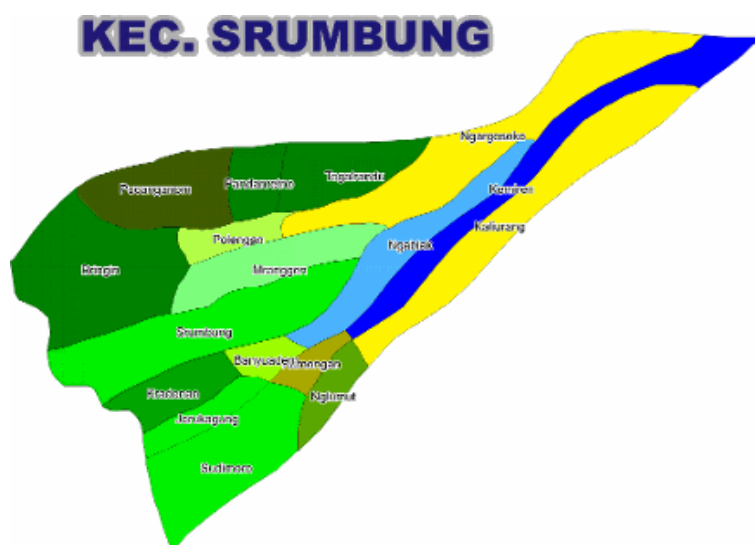 KEC. SRUMBUNG
Ngargosoko
Tegalrandu
Pandanretno
Pucanganom
Kemiren
Kaliurang
Polengan
Ngablak
Bringin
Mranggen
Srumbung
Banyuadem
Kradenan
Nglumut
Jerukagung
Sudimoro